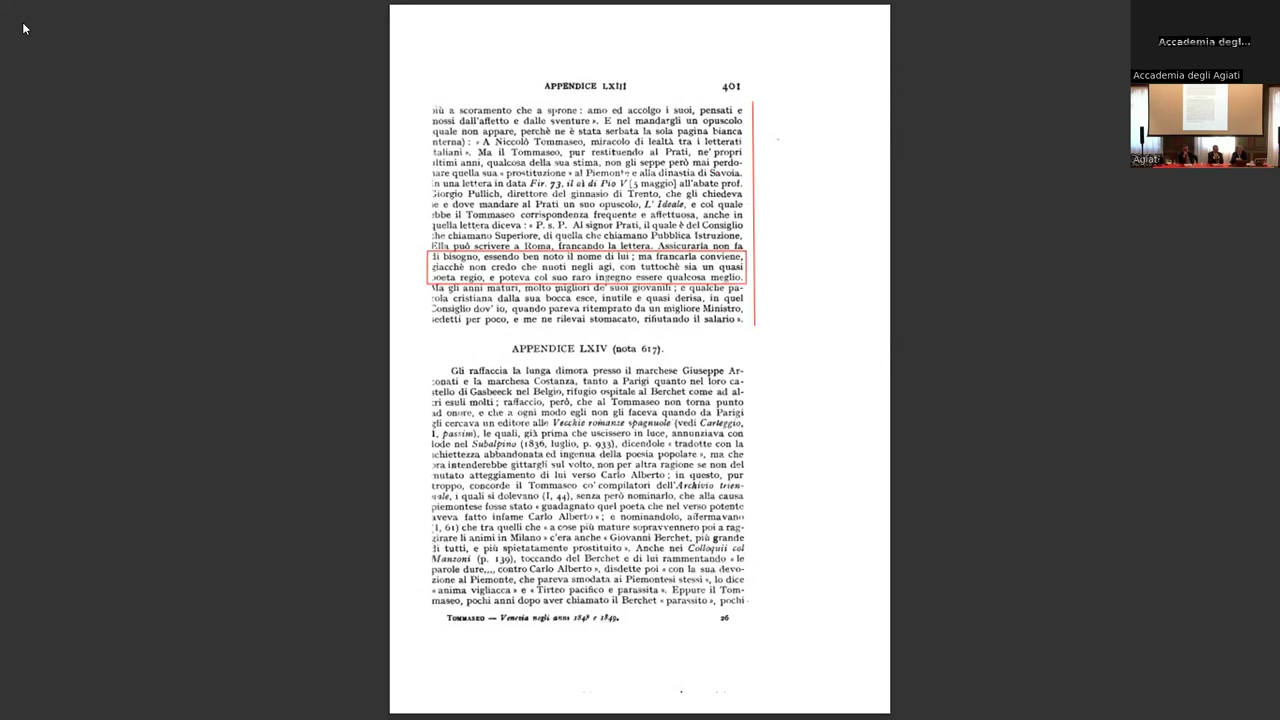 APPENDICE LXIII 401
più a scoramento che a sprone: amo ed accolgo i suoi, pensati e
mossi dall'affetto e dalle sventure ». E nel mandargli un opuscolo
quale non appare, perchè ne è stata serbata la sola pagina bianca
nterna) : « A Niccolò Tommaseo, miracolo di lealtà tra i letterati
taliani ». Ma il Tommaseo, pur restituendo al Prati, ne' propri
ultimi anni, qualcosa della sua stima, non gli seppe però mai perdo-
nare quella sua « prostituzione » al Piemonte e alla dinastia di Savoia.
In una lettera in data Fir. 73, il dì di Pio V [5 maggio] all'abate prof.
Giorgio Pullich, direttore del ginnasio di Trento, che gli chiedeva
se e dove mandare al Prati un suo opuscolo, L' Ideale, e col quale
ebbe il Tommaseo corrispondenza frequente e affettuosa, anche in
quella lettera diceva : « P. s. P. Al signor Prati, il quale è del Consiglio
che chiamano Superiore, di quella che chiamano Pubblica Istruzione,
Ella può scrivere a Roma, francando la lettera. Assicurarla non fa
di bisogno, essendo ben noto il nome di lui ; ma francarla conviene,
giacchè non credo che nuoti negli agi, con tuttochè sia un quasi
poeta regio, e poteva col suo raro ingegno essere qualcosa meglio.
Ma gli anni maturi, molto migliori de' suoi giovanili ; e qualche pa-
rola cristiana dalla sua bocca esce, inutile e quasi derisa, in quel
Consiglio dov' io, quando pareva ritemprato da un migliore Ministro,
sedetti per poco, e me ne rilevai stomacato, rifiutando il salario ».
APPENDICE LXIV (nota 617).
Gli raffaccia la lunga dimora presso il marchese Giuseppe Ar-
conati e la marchesa Costanza, tanto a Parigi quanto nel loro ca-
stello di Gasbeeck nel Belgio, rifugio ospitale al Berchet come ad al-
tri esuli molti ; raffaccio, però, che al Tommaseo non torna punto
ad onore, e che a ogni modo egli non gli faceva quando da Parigi
gli cercava un editore alle Vecchie romanze spagnuole (vedi Carteggio,
I, passim), le quali, già prima che uscissero in luce, annunziava con
lode nel Subalpino (1836, luglio, p. 933), dicendole « tradotte con la
schiettezza abbandonata ed ingenua della poesia popolare », ma che
ora intenderebbe gittargli sul volto, non per altra ragione se non del
mutato atteggiamento di lui verso Carlo Alberto ; in questo, pur
troppo, concorde il Tommaseo co' compilatori dell'Archivio trien-
nale, i quali si dolevano (I, 44), senza però nominarlo, che alla causa
piemontese fosse stato « guadagnato quel poeta che nel verso potente
aveva fatto infame Carlo Alberto » ; e nominandolo, affermavano
(I, 61) che tra quelli che « a cose più mature sopravvennero poi a rag-
girare li animi in Milano » c'era anche « Giovanni Berchet, più grande
di tutti, e più spietatamente prostituito ». Anche nei Colloquii col
Manzoni (p. 139), toccando del Berchet e di lui rammentando « le
parole dure,,,, contro Carlo Alberto », disdette poi « con la sua devo-
zione al Piemonte, che pareva smodata ai Piemontesi stessi », lo dice
« anima vigliacca » e « Tirteo pacifico e parassita ». Eppure il Tom-
maseo, pochi anni dopo aver chiamato il Berchet « parassito », pochi
TOMMASEO — Venezia negli anni 1848 e 1849. 26
Accademia degl...
Accademia degli Agiati
Agiati